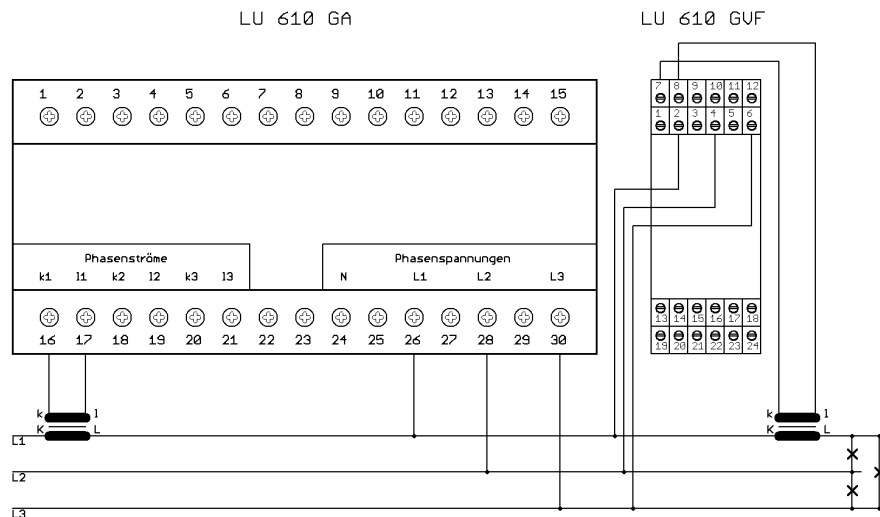 LU 610 GA
LU 610 GVF
1 2 3 4 5 6 7 8 9 10 11 12 13 14 15
7 8 9 10 11 12
1 2 3 4 5 6
Phasenströme
Phasenspannungen
k1 l1 k2 l2 k3 l3 N L1 L2 L3
16 17 18 19 20 21 22 23 24 25 26 27 28 29 30
13 14 15 16 17 18
19 20 21 22 23 24
k l
K L
k l
K L
L1
L2
L3